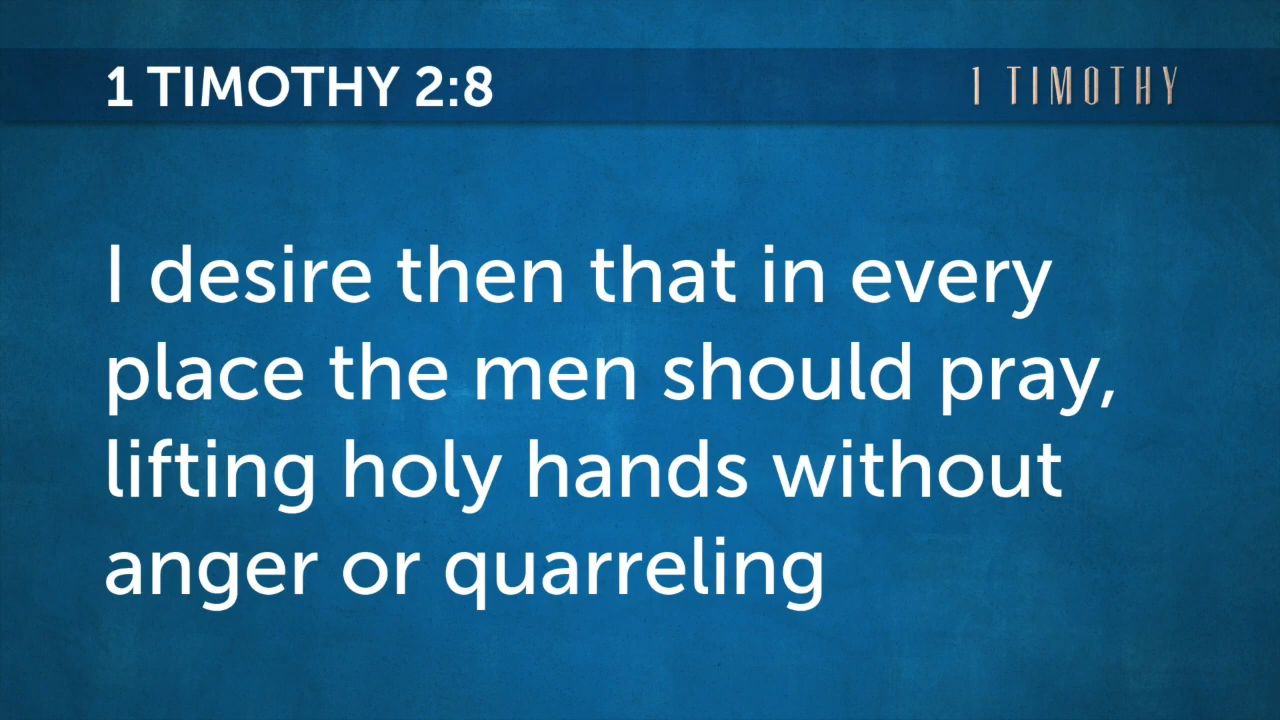 1 TIMOTHY 2:8
1 TIMOTHY
I desire then that in every
place the men should pray,
lifting holy hands without
anger or quarreling